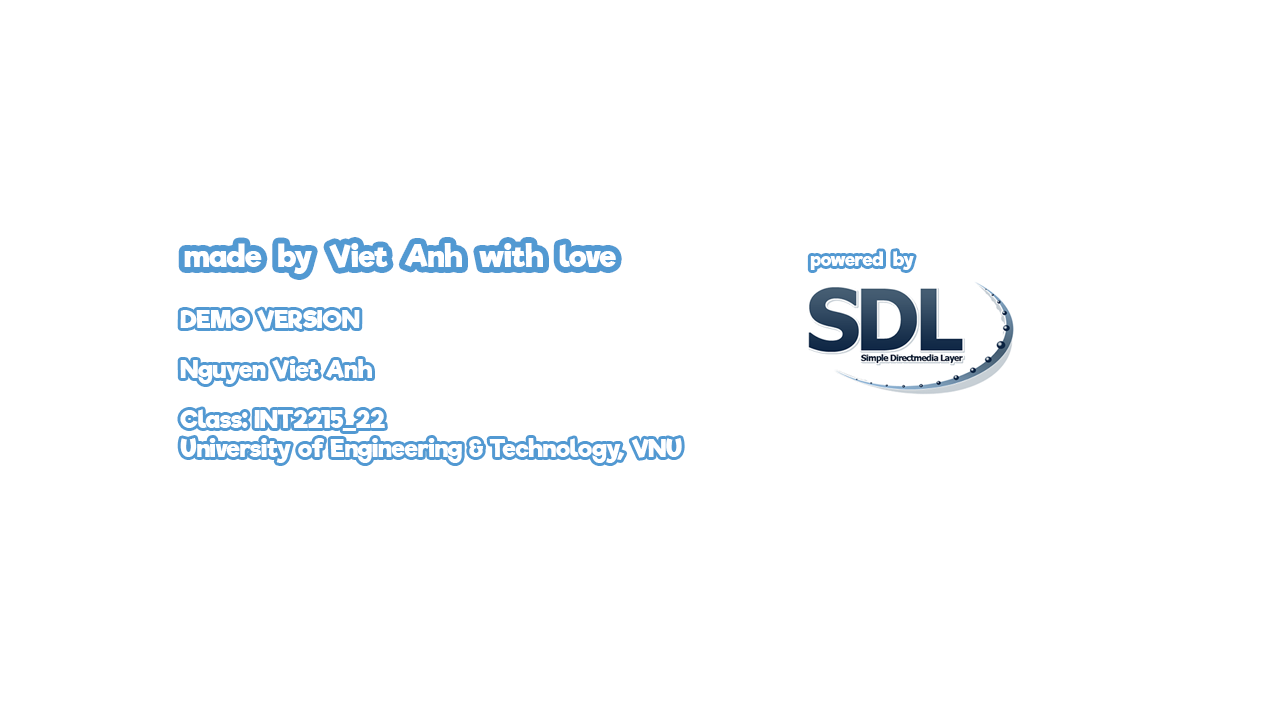 made by Viet Anh with love
DEMO VERSION
Nguyen Viet Anh
Class: INT2215_22
University of Engineering & Technology, VNU
powered by
SDL
Simple Directmedia Layer